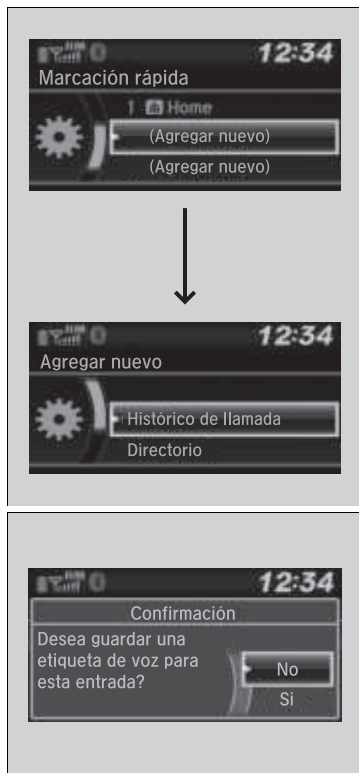 12:34
Marcación rápida
1 Home
(Agregar nuevo)
(Agregar nuevo)
12:34
Agregar nuevo
Histórico de llamada
Directorio
12:34
Confirmación
Desea guardar una
etiqueta de voz para
esta entrada?
No
Si